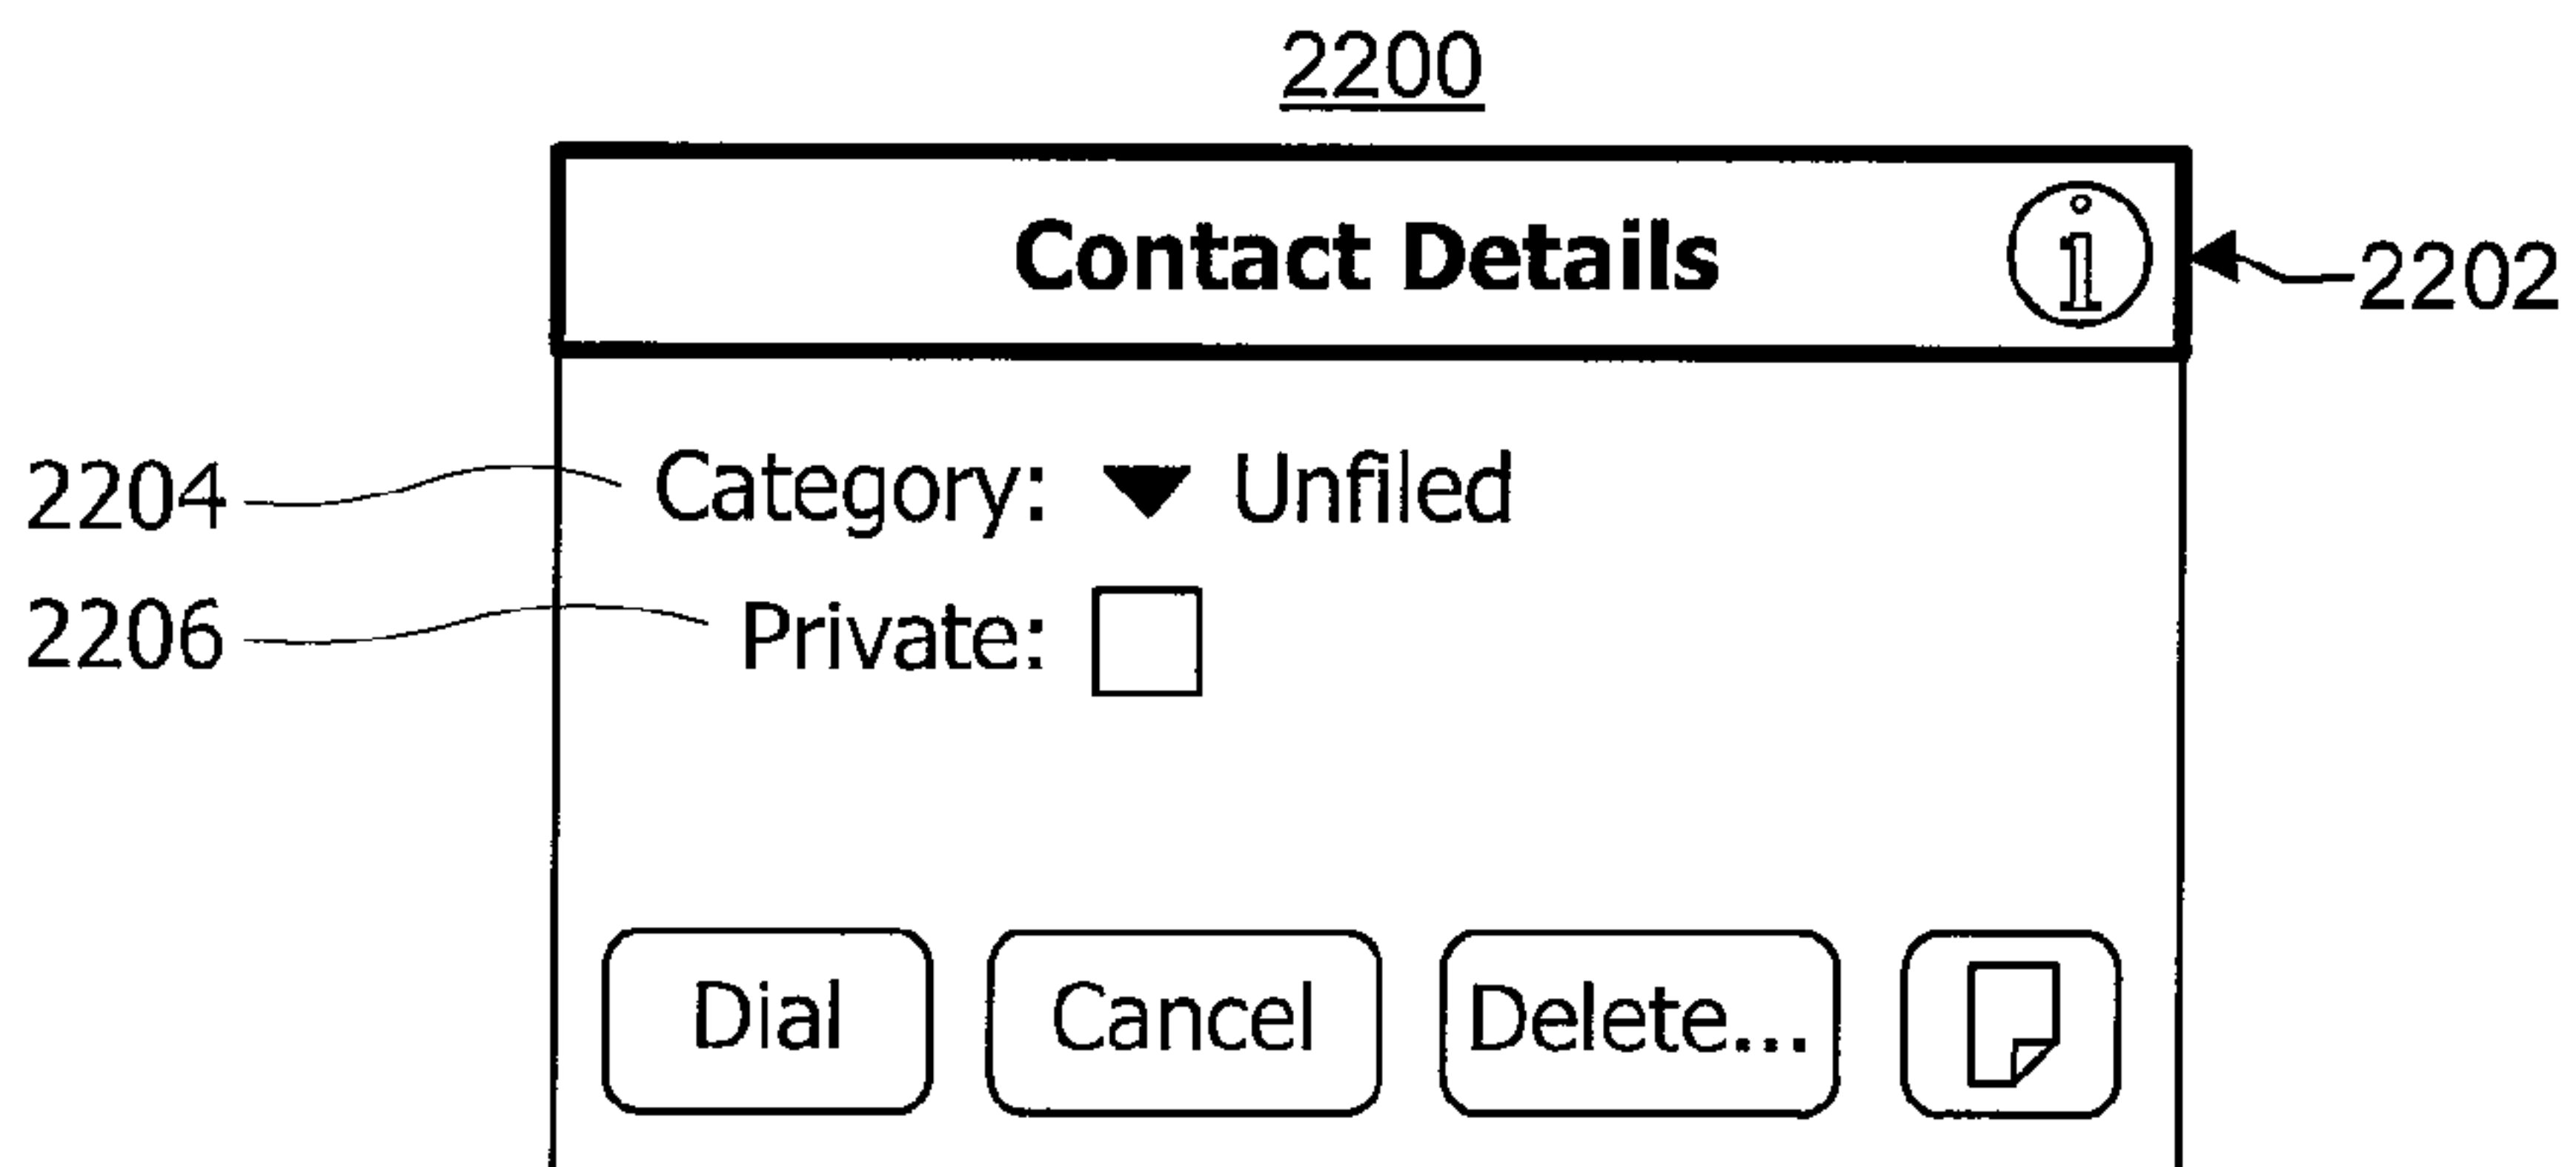 2200
Contact Details i
2202
2204 Category: Unfiled
2206 Private:
Dial Cancel Delete...